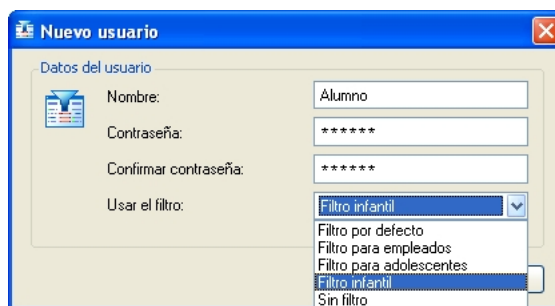 Nuevo usuario
Datos del usuario
Nombre: Alumno
Contraseña: ******
Confirmar contraseña: ******
Usar el filtro: Filtro infantil
Filtro por defecto
Filtro para empleados
Filtro para adolescentes
Filtro infantil
Sin filtro